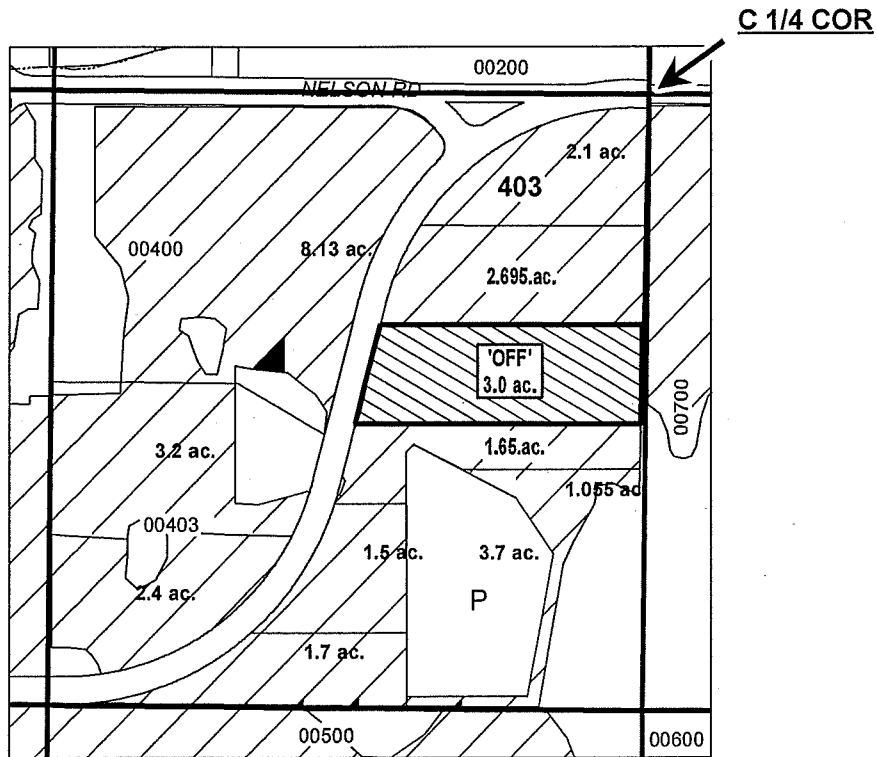 C 1/4 COR
00200
NELSON RD
2.1 ac.
403
00400
8.13 ac.
2.695.ac.
'OFF'
3.0 ac.
00700
1.65.ac.
3.2 ac.
1.055 ac
00403
1.5 ac.
3.7 ac.
2.4 ac.
P
1.7 ac.
00500
00600